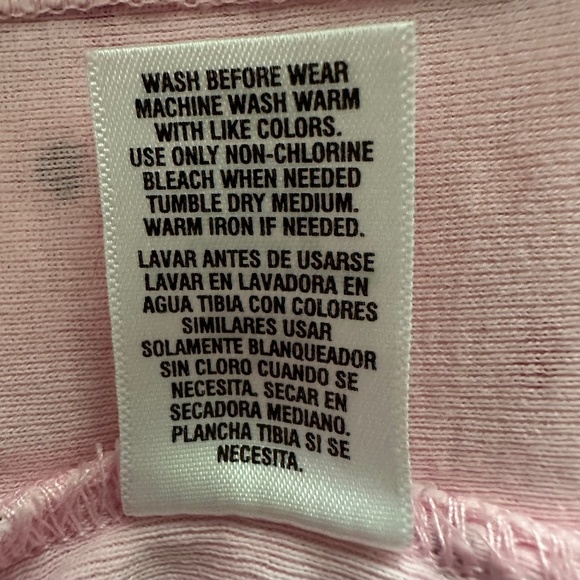 WASH BEFORE WEAR
MACHINE WASH WARM
WITH LIKE COLORS.
USE ONLY NON-CHLORINE
BLEACH WHEN NEEDED
TUMBLE DRY MEDIUM.
WARM IRON IF NEEDED.
LAVAR ANTES DE USARSE
LAVAR EN LAVADORA EN
AGUA TIBIA CON COLORES
SIMILARES USAR
SOLAMENTE BLANQUEADOR
SIN CLORO CUANDO SE
NECESITA. SECAR EN
SECADORA MEDIANO.
PLANCHA TIBIA SI SE
NECESITA.